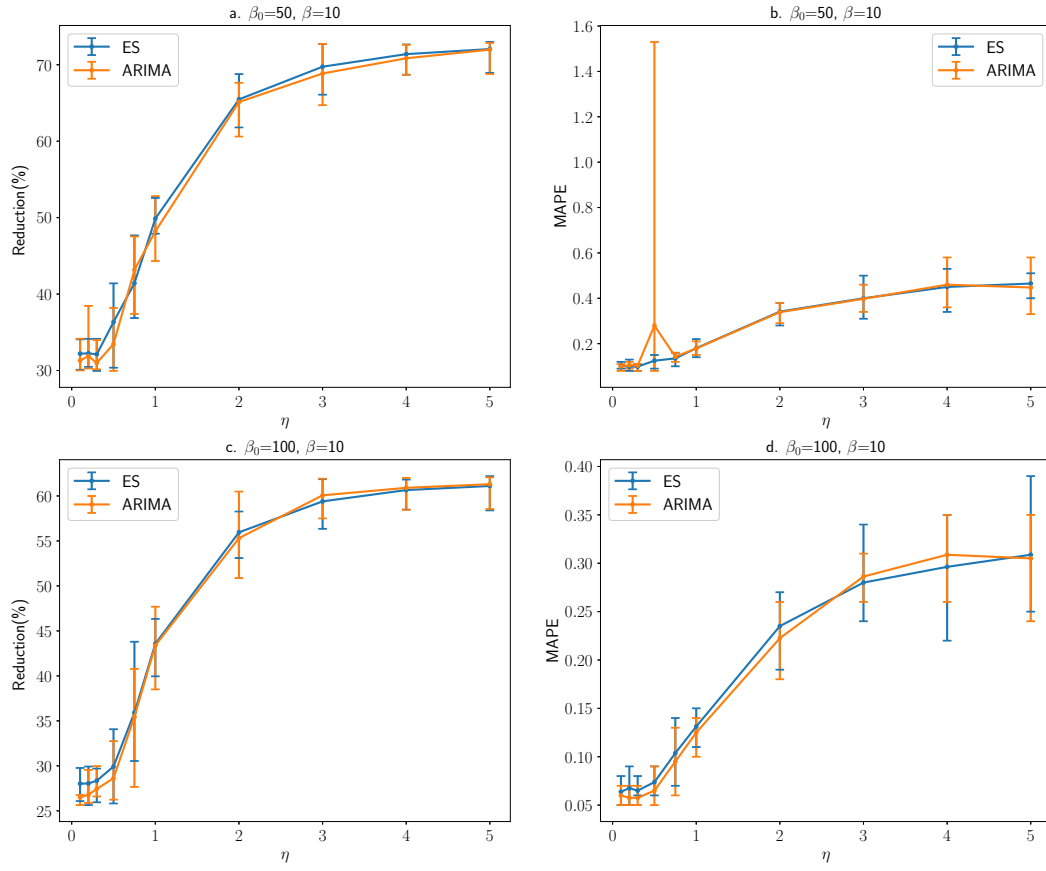 a. β₀=50, β=10
ES
ARIMA
Reduction(%)
70
60
50
40
30
0
1
2
3
4
5
η
b. β₀=50, β=10
ES
ARIMA
MAPE
1.6
1.4
1.2
1.0
0.8
0.6
0.4
0.2
0
1
2
3
4
5
η
c. β₀=100, β=10
ES
ARIMA
Reduction(%)
60
55
50
45
40
35
30
25
0
1
2
3
4
5
η
d. β₀=100, β=10
ES
ARIMA
MAPE
0.40
0.35
0.30
0.25
0.20
0.15
0.10
0.05
0
1
2
3
4
5
η